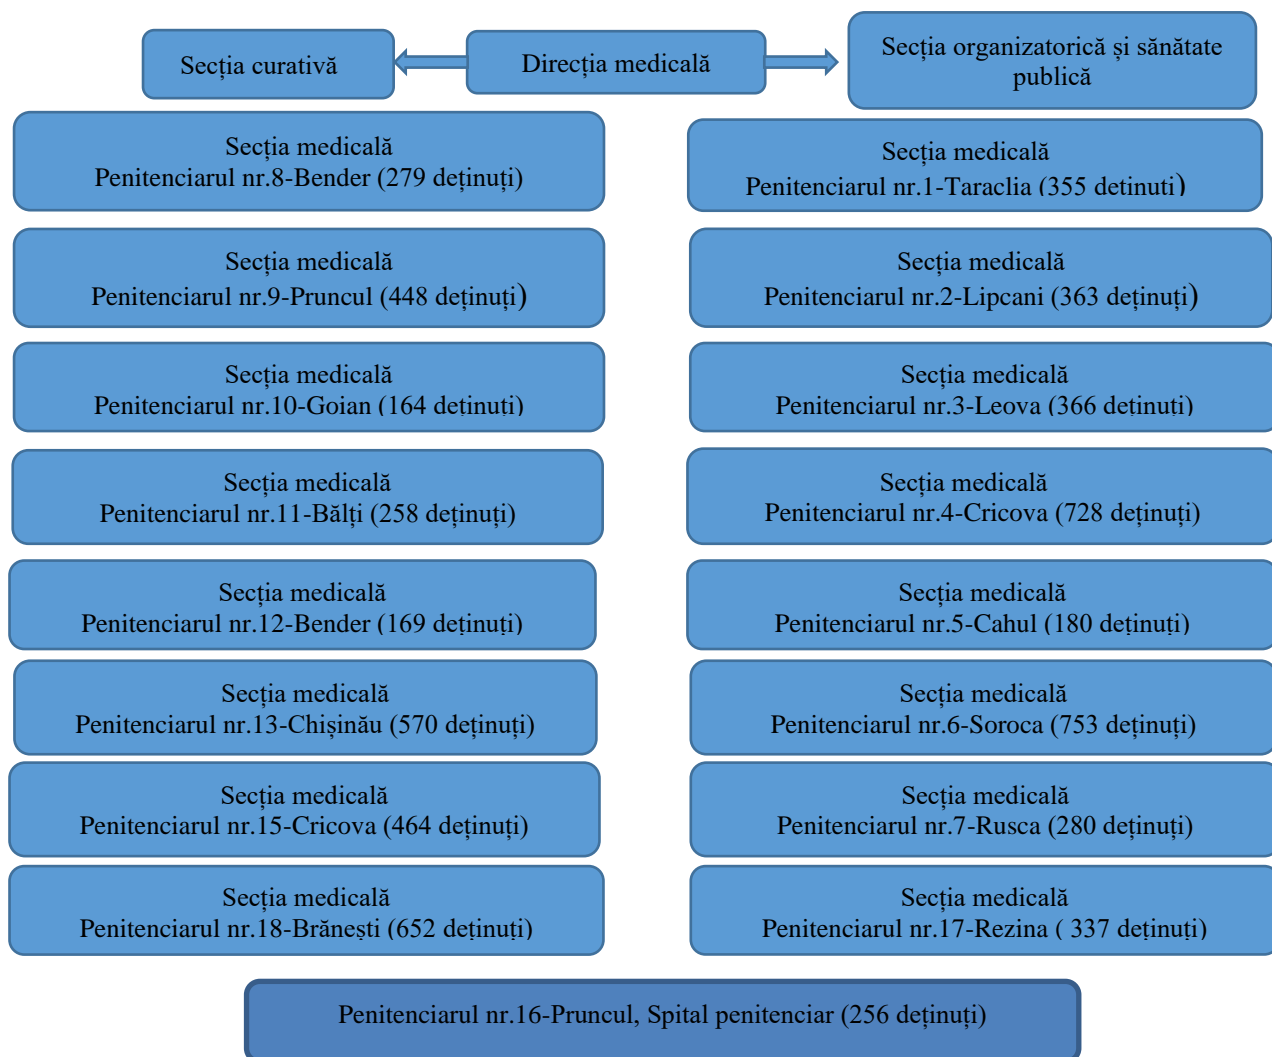 Secția curativă
Direcția medicală
Secția organizatorică și sănătate
publică
Secția medicală
Penitenciarul nr.8-Bender (279 deținuți)
Secția medicală
Penitenciarul nr.1-Taraclia (355 detinuti)
Secția medicală
Penitenciarul nr.9-Pruncul (448 deținuți)
Secția medicală
Penitenciarul nr.2-Lipcani (363 deținuți)
Secția medicală
Penitenciarul nr.10-Goian (164 deținuți)
Secția medicală
Penitenciarul nr.3-Leova (366 deținuți)
Secția medicală
Penitenciarul nr.11-Bălți (258 deținuți)
Secția medicală
Penitenciarul nr.4-Cricova (728 deținuți)
Secția medicală
Penitenciarul nr.12-Bender (169 deținuți)
Secția medicală
Penitenciarul nr.5-Cahul (180 deținuți)
Secția medicală
Penitenciarul nr.13-Chișinău (570 deținuți)
Secția medicală
Penitenciarul nr.6-Soroca (753 deținuți)
Secția medicală
Penitenciarul nr.15-Cricova (464 deținuți)
Secția medicală
Penitenciarul nr.7-Rusca (280 deținuți)
Secția medicală
Penitenciarul nr.18-Brănești (652 deținuți)
Secția medicală
Penitenciarul nr.17-Rezina ( 337 deținuți)
Penitenciarul nr.16-Pruncul, Spital penitenciar (256 deținuți)